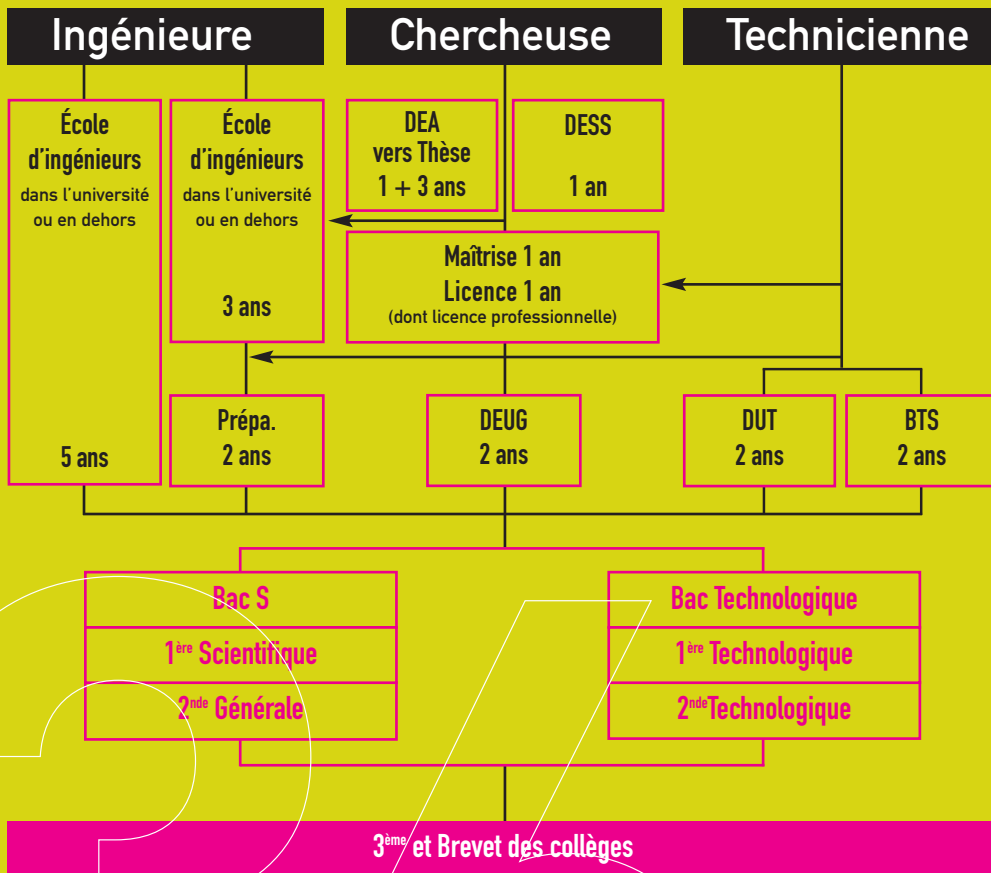 Ingénieure
Chercheuse
Technicienne
École
d'ingénieurs
dans l'université
ou en dehors
5 ans
École
d'ingénieurs
dans l'université
ou en dehors
3 ans
DEA
vers Thèse
1 + 3 ans
DESS
1 an
Maîtrise 1 an
Licence 1 an
(dont licence professionnelle)
Prépa.
2 ans
DEUG
2 ans
DUT
2 ans
BTS
2 ans
Bac S
1ère Scientifique
2nde Générale
Bac Technologique
1ère Technologique
2ndeTechnologique
3ème et Brevet des collèges